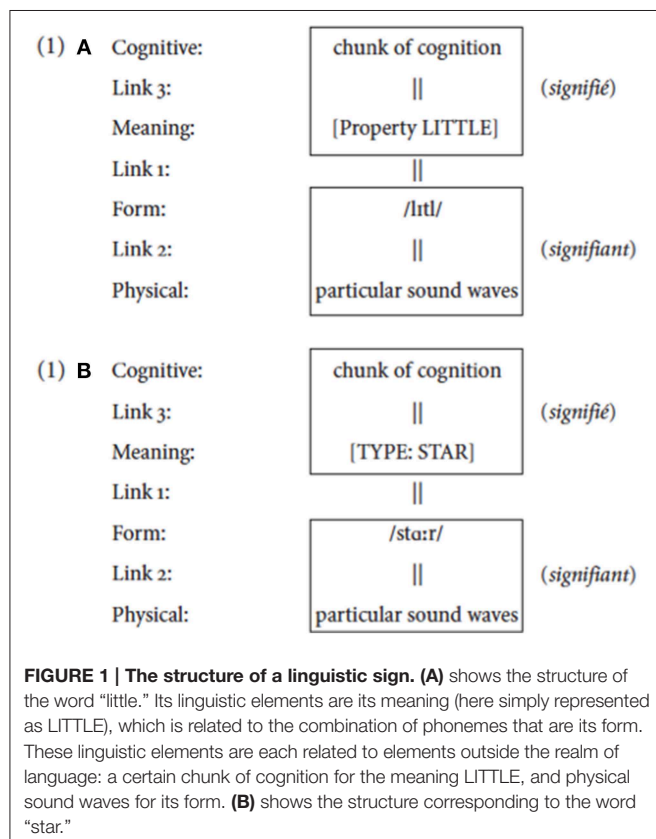 (1) A Cognitive: chunk of cognition
Link 3: || (signifié)
Meaning: [Property LITTLE]
Link 1: ||
Form: /lɪtl/
Link 2: || (signifiant)
Physical: particular sound waves
(1) B Cognitive: chunk of cognition
Link 3: || (signifié)
Meaning: [TYPE: STAR]
Link 1: ||
Form: /stɑːr/
Link 2: || (signifiant)
Physical: particular sound waves
FIGURE 1 | The structure of a linguistic sign. (A) shows the structure of
the word “little.” Its linguistic elements are its meaning (here simply represented
as LITTLE), which is related to the combination of phonemes that are its form.
These linguistic elements are each related to elements outside the realm of
language: a certain chunk of cognition for the meaning LITTLE, and physical
sound waves for its form. (B) shows the structure corresponding to the word
“star.”